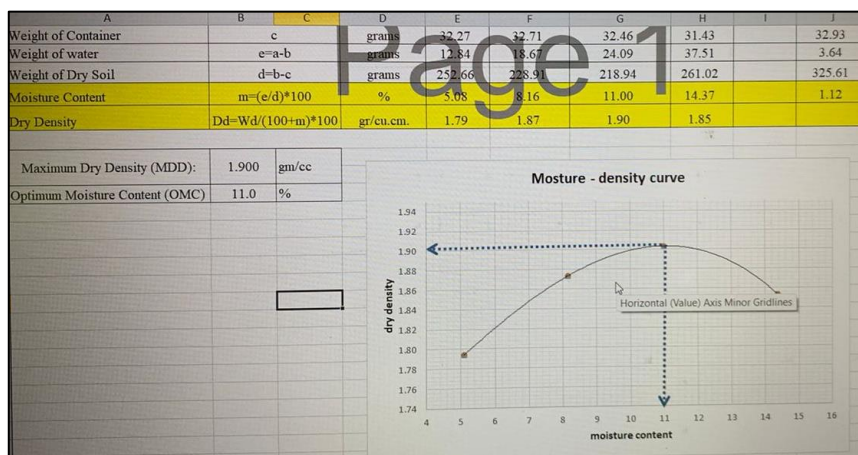 A B C D E F G H I J
Weight of Container c grams 32.27 32.71 32.46 31.43 32.93
Weight of water e=a-b grams 12.84 18.67 24.09 37.51 3.64
Weight of Dry Soil d=b-c grams 252.66 228.91 218.94 261.02 325.61
Moisture Content m=(e/d)*100 % 5.08 8.16 11.00 14.37 1.12
Dry Density Dd=Wd/(100+m)*100 gr/cu.cm. 1.79 1.87 1.90 1.85
Page 1
Maximum Dry Density (MDD): 1.900 gm/cc
Optimum Moisture Content (OMC) 11.0 %
Mosture - density curve
1.94
1.92
1.90
1.88
1.86
1.84
1.82
1.80
1.78
1.76
1.74
dry density
Horizontal (Value) Axis Minor Gridlines
4 5 6 7 8 9 10 11 12 13 14 15 16
moisture content